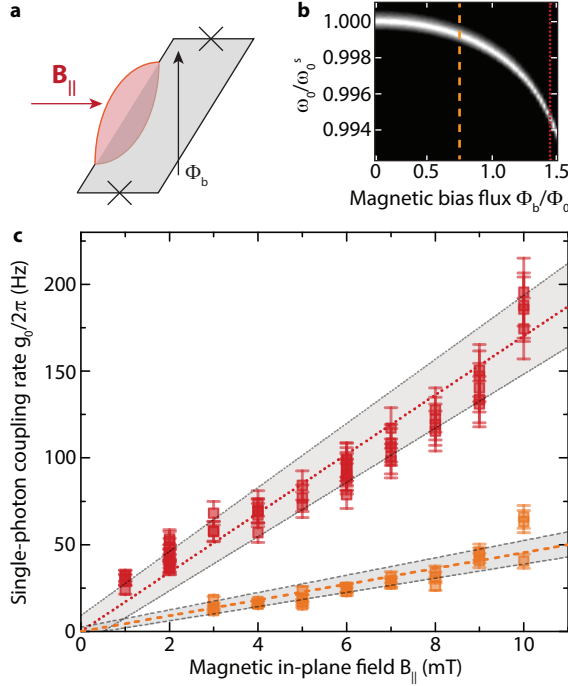 a
B||
Φb
b
ω0/ω0s
1.000
0.998
0.996
0.994
0
0.5
1.0
1.5
Magnetic bias flux Φb/Φ0
c
Single-photon coupling rate g0/2π (Hz)
200
150
100
50
0
0
2
4
6
8
10
Magnetic in-plane field B|| (mT)